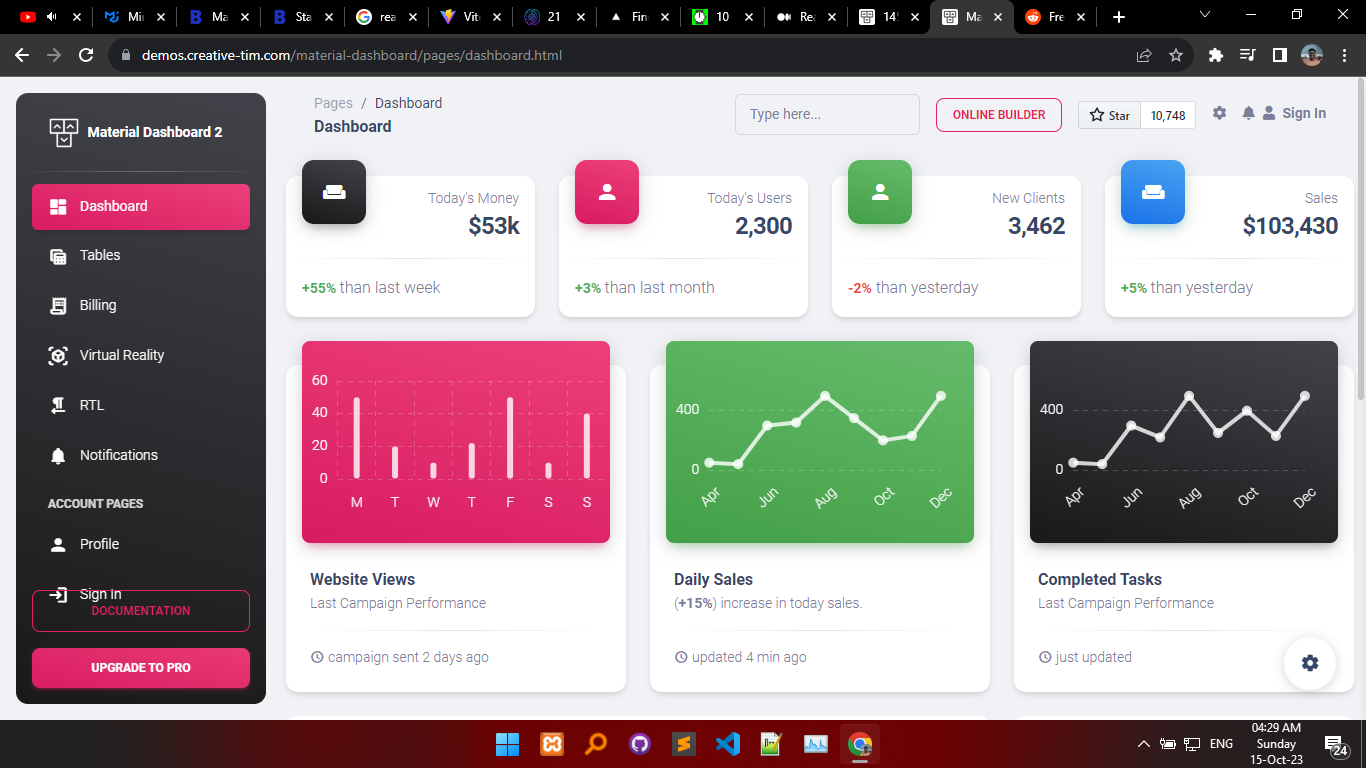 Mir
Ma
Sta
rea
Vite
21
Fin
10
Rea
145
Ma
Fre
demos.creative-tim.com/material-dashboard/pages/dashboard.html
Material Dashboard 2
Dashboard
Tables
Billing
Virtual Reality
RTL
Notifications
ACCOUNT PAGES
Profile
Sign In
DOCUMENTATION
UPGRADE TO PRO
Pages / Dashboard
Dashboard
Type here...
ONLINE BUILDER
Star 10,748
Sign In
Today's Money
$53k
+55% than last week
Today's Users
2,300
+3% than last month
New Clients
3,462
-2% than yesterday
Sales
$103,430
+5% than yesterday
60
40
20
0
M T W T F S S
Website Views
Last Campaign Performance
campaign sent 2 days ago
400
0
Apr Jun Aug Oct Dec
Daily Sales
(+15%) increase in today sales.
updated 4 min ago
400
0
Apr Jun Aug Oct Dec
Completed Tasks
Last Campaign Performance
just updated
ENG
04:29 AM
Sunday
15-Oct-23
24